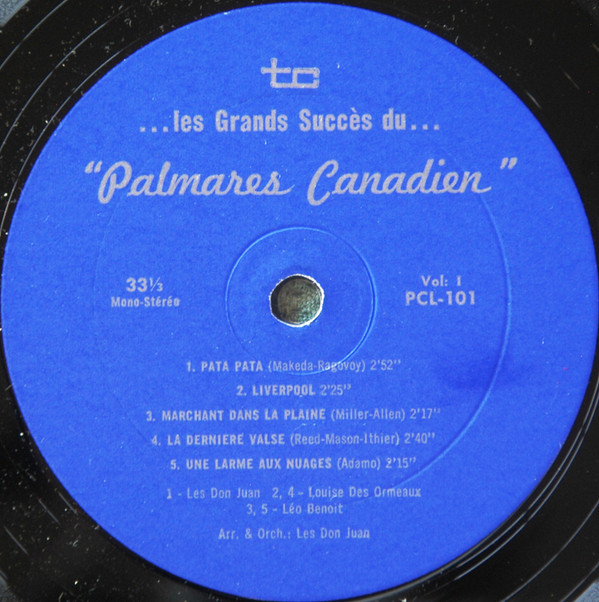 tc
...les Grands Succès du...
"Palmares Canadien"
33⅓
Mono-Stéréo
Vol: 1
PCL-101
1. PATA PATA (Makeda-Ragovoy) 2'52"
2. LIVERPOOL 2'25"
3. MARCHANT DANS LA PLAINE (Miller-Allen) 2'17"
4. LA DERNIERE VALSE (Reed-Mason-Ithier) 2'40"
5. UNE LARME AUX NUAGES (Adamo) 2'15"
1 - Les Don Juan 2, 4 - Louise Des Ormeaux
3, 5 - Léo Benoit
Arr. & Orch.: Les Don Juan